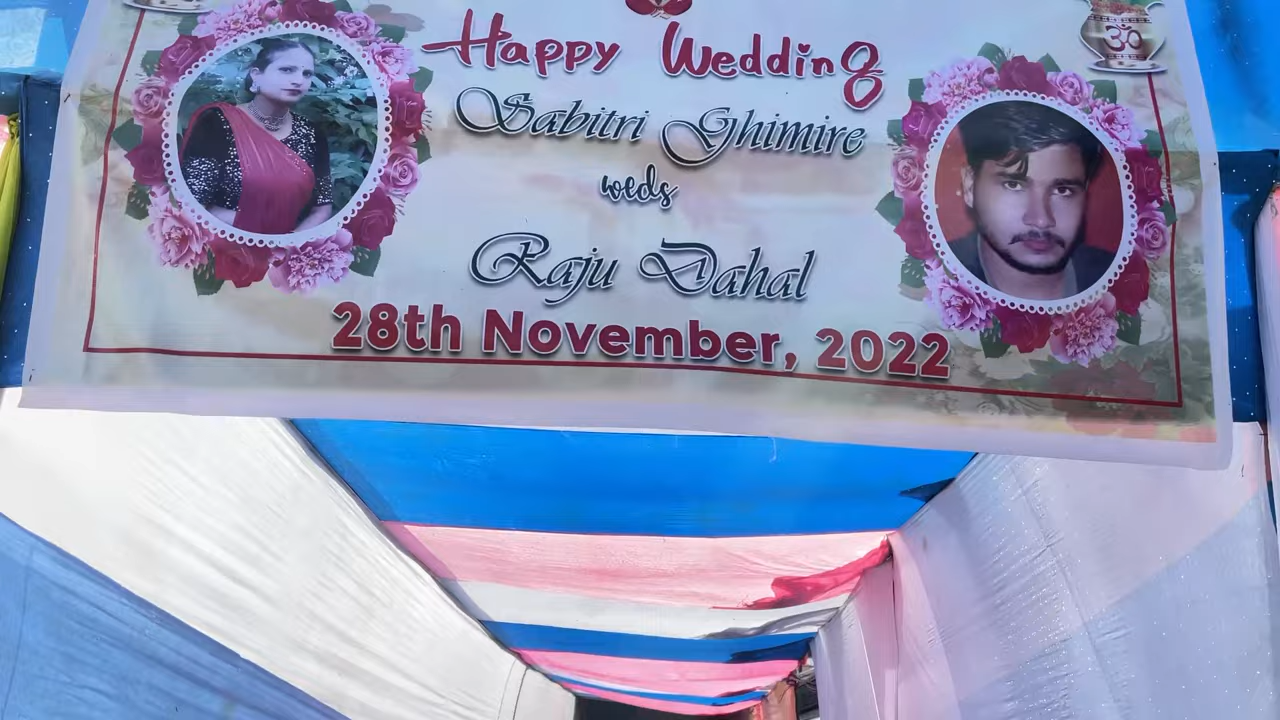 Happy Wedding
Sabitri Ghimire
weds
Raju Dahal
28th November, 2022
ॐ